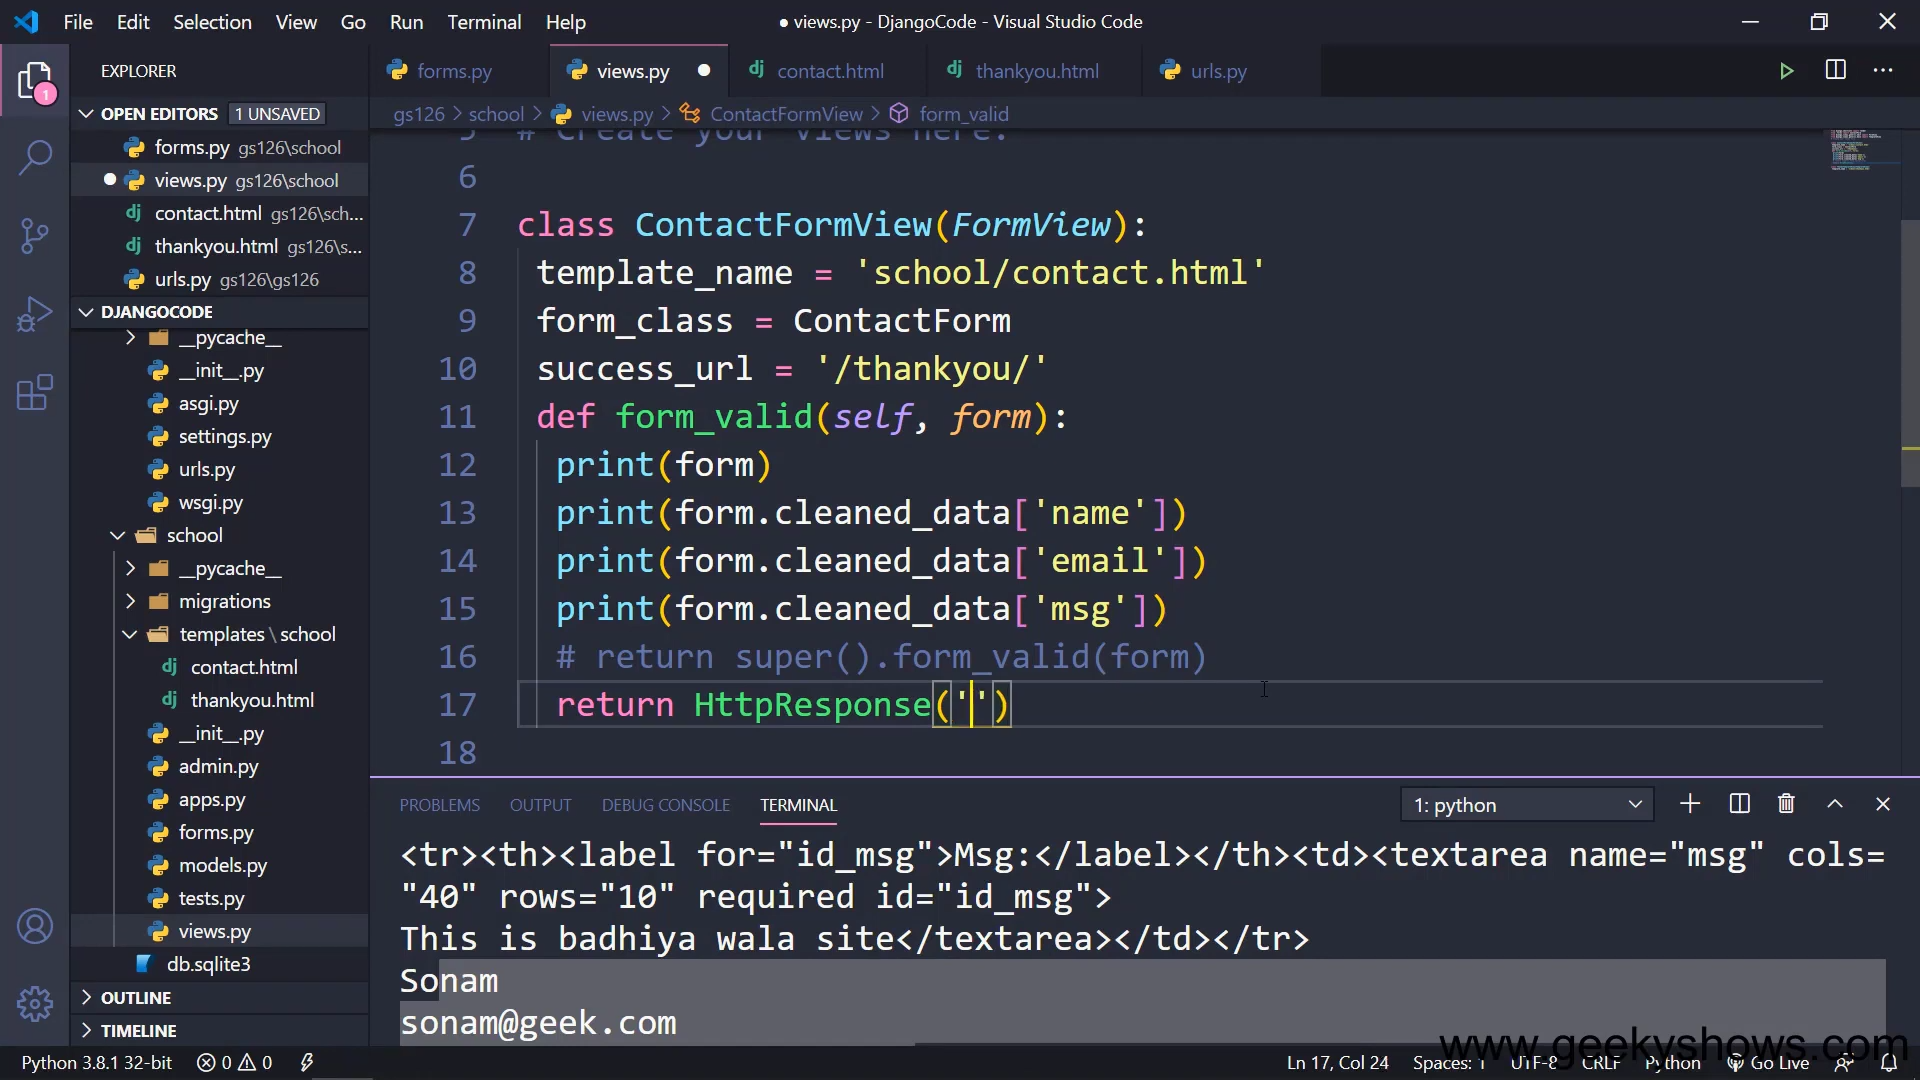 File Edit Selection View Go Run Terminal Help
● views.py - DjangoCode - Visual Studio Code
EXPLORER
forms.py
views.py
contact.html
thankyou.html
urls.py
OPEN EDITORS 1 UNSAVED
gs126 > school > views.py > ContactFormView > form_valid
forms.py gs126\school
views.py gs126\school
contact.html gs126\sch...
thankyou.html gs126\s...
urls.py gs126\gs126
DJANGOCODE
__pycache__
__init__.py
asgi.py
settings.py
urls.py
wsgi.py
school
__pycache__
migrations
templates \ school
contact.html
thankyou.html
__init__.py
admin.py
apps.py
forms.py
models.py
tests.py
views.py
db.sqlite3
OUTLINE
TIMELINE
1
5 # Create your views here.
6
7 class ContactFormView(FormView):
8 template_name = 'school/contact.html'
9 form_class = ContactForm
10 success_url = '/thankyou/'
11 def form_valid(self, form):
12 print(form)
13 print(form.cleaned_data['name'])
14 print(form.cleaned_data['email'])
15 print(form.cleaned_data['msg'])
16 # return super().form_valid(form)
17 return HttpResponse('')
18
PROBLEMS OUTPUT DEBUG CONSOLE TERMINAL
1: python
<tr><th><label for="id_msg">Msg:</label></th><td><textarea name="msg" cols=
"40" rows="10" required id="id_msg">
This is badhiya wala site</textarea></td></tr>
Sonam
sonam@geek.com
www.geekyshows.com
Python 3.8.1 32-bit 0 0
Ln 17, Col 24 Spaces: 1 UTF-8 CRLF Python Go Live